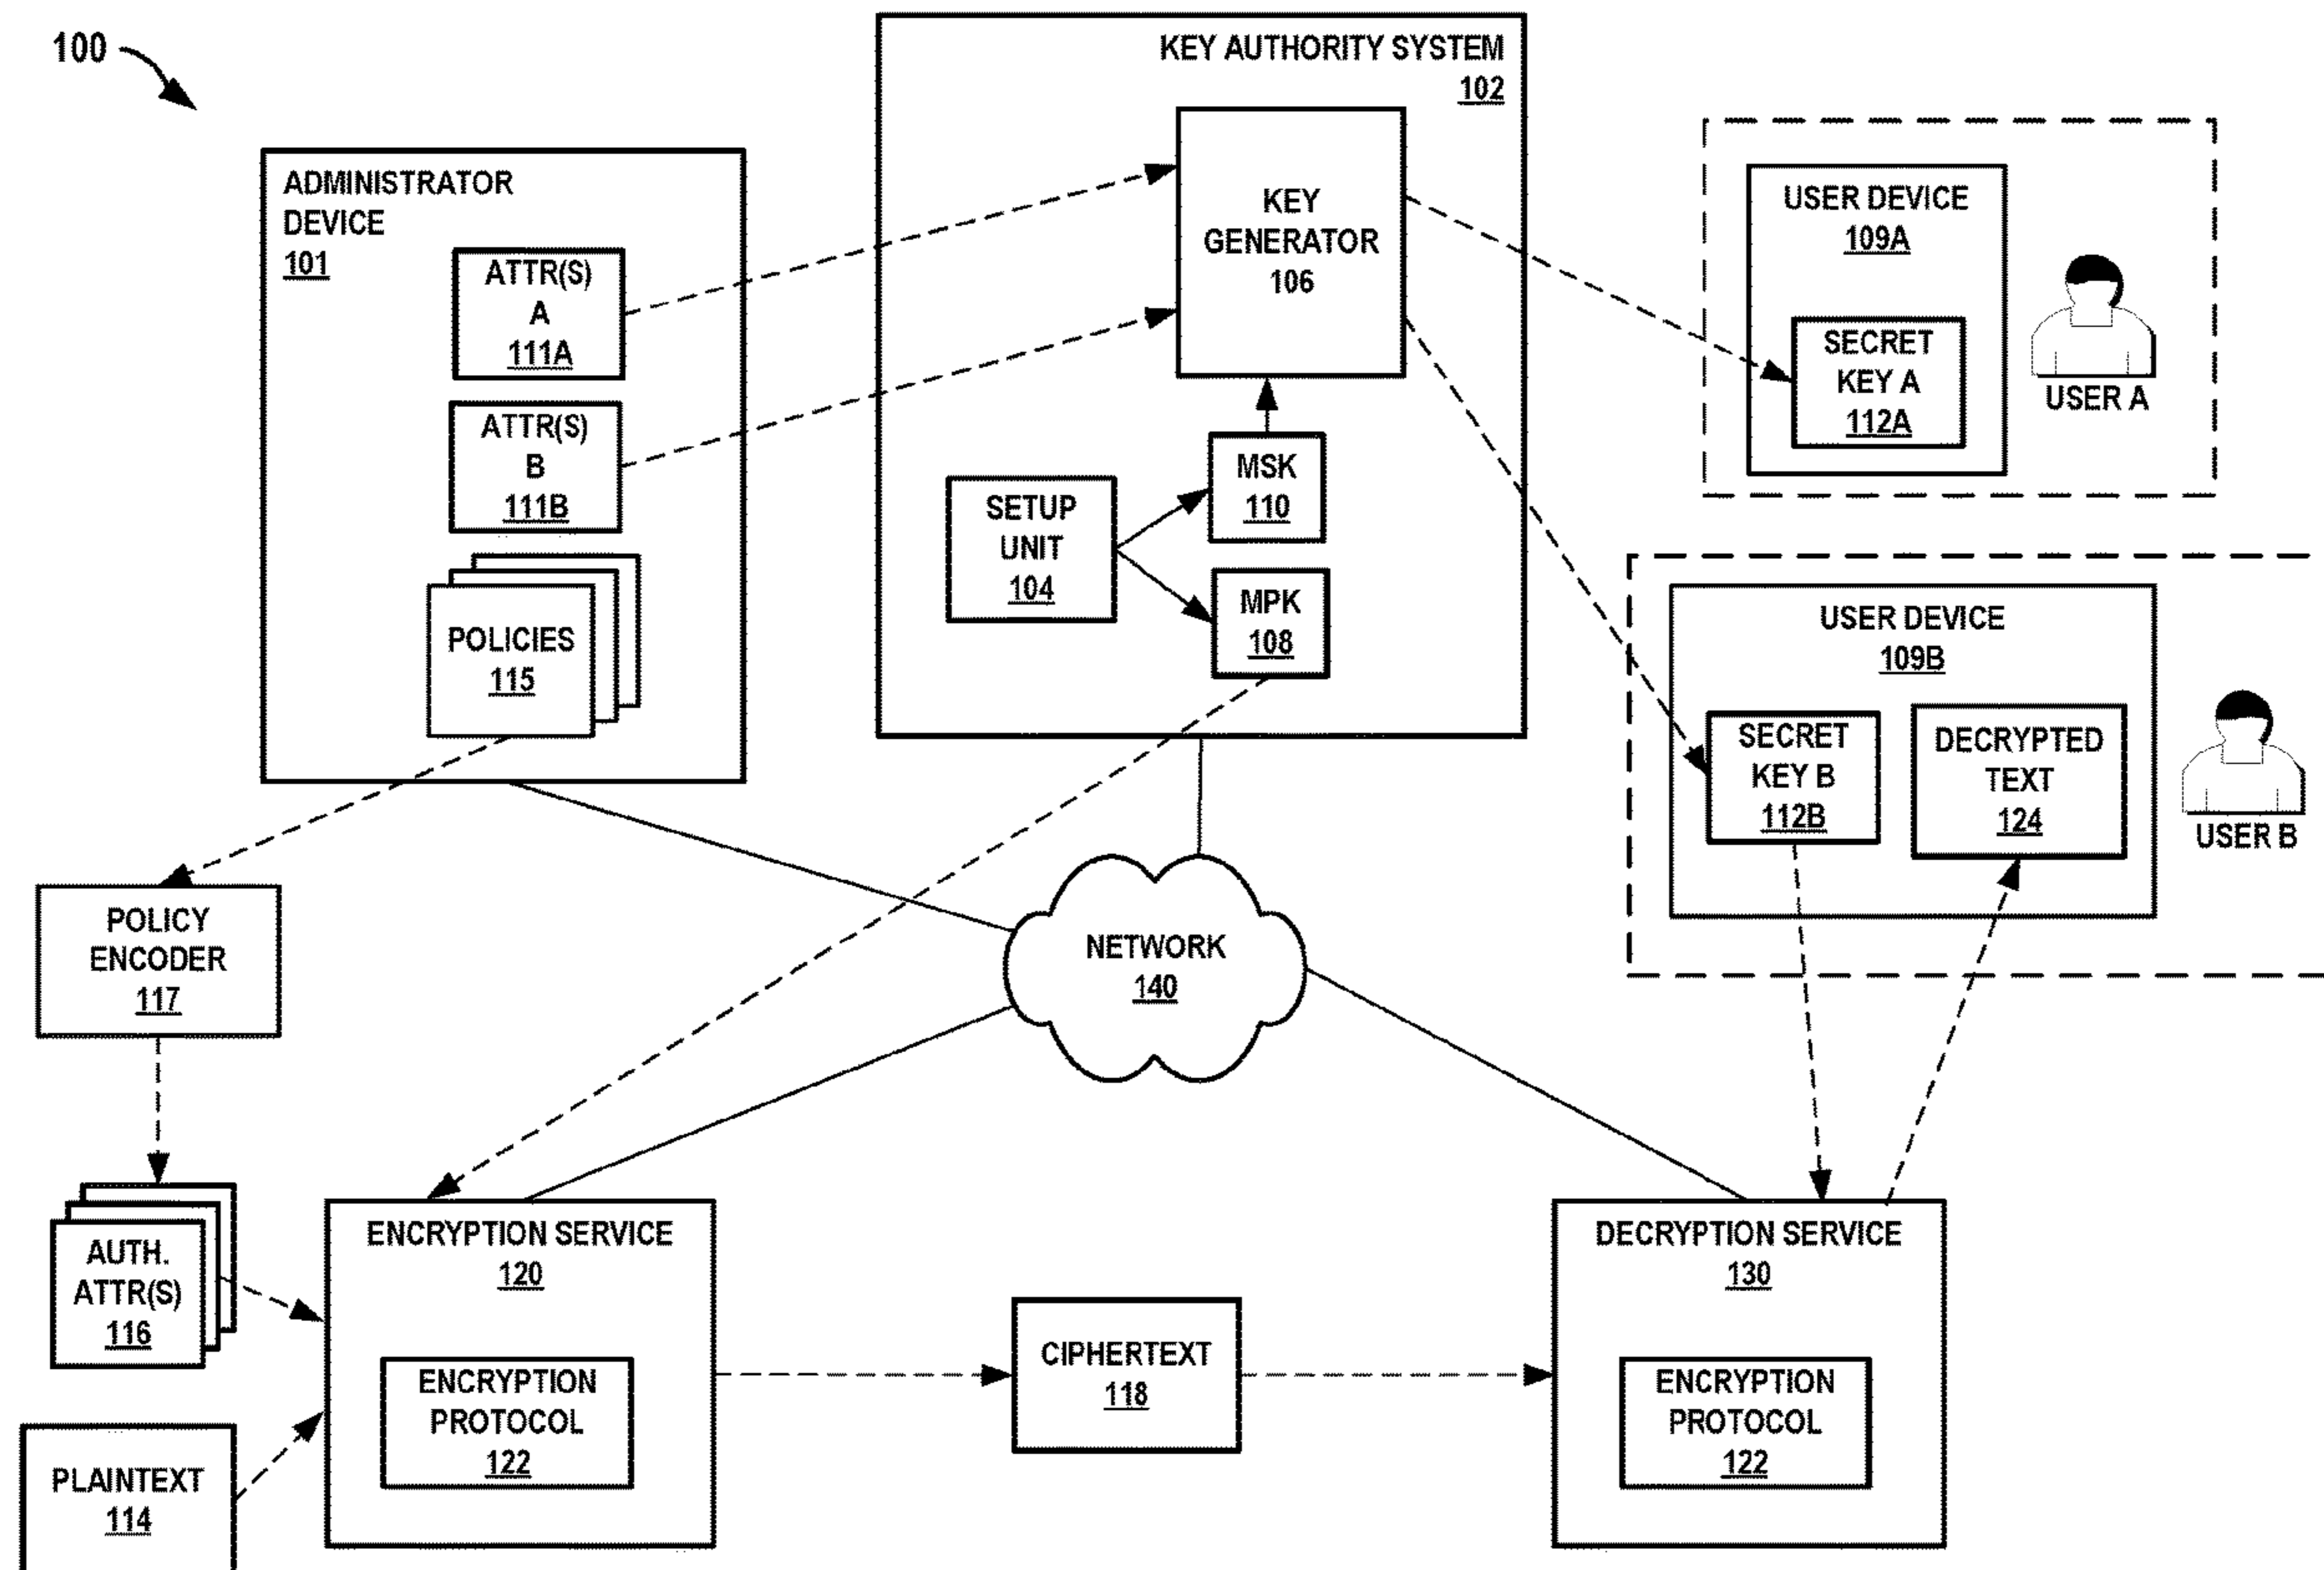 100
KEY AUTHORITY SYSTEM
102
ADMINISTRATOR
DEVICE
101
ATTR(S)
A
111A
ATTR(S)
B
111B
POLICIES
115
KEY
GENERATOR
106
SETUP
UNIT
104
MSK
110
MPK
108
USER DEVICE
109A
SECRET
KEY A
112A
USER A
USER DEVICE
109B
SECRET
KEY B
112B
DECRYPTED
TEXT
124
USER B
POLICY
ENCODER
117
NETWORK
140
AUTH.
ATTR(S)
116
PLAINTEXT
114
ENCRYPTION SERVICE
120
ENCRYPTION
PROTOCOL
122
CIPHERTEXT
118
DECRYPTION SERVICE
130
ENCRYPTION
PROTOCOL
122